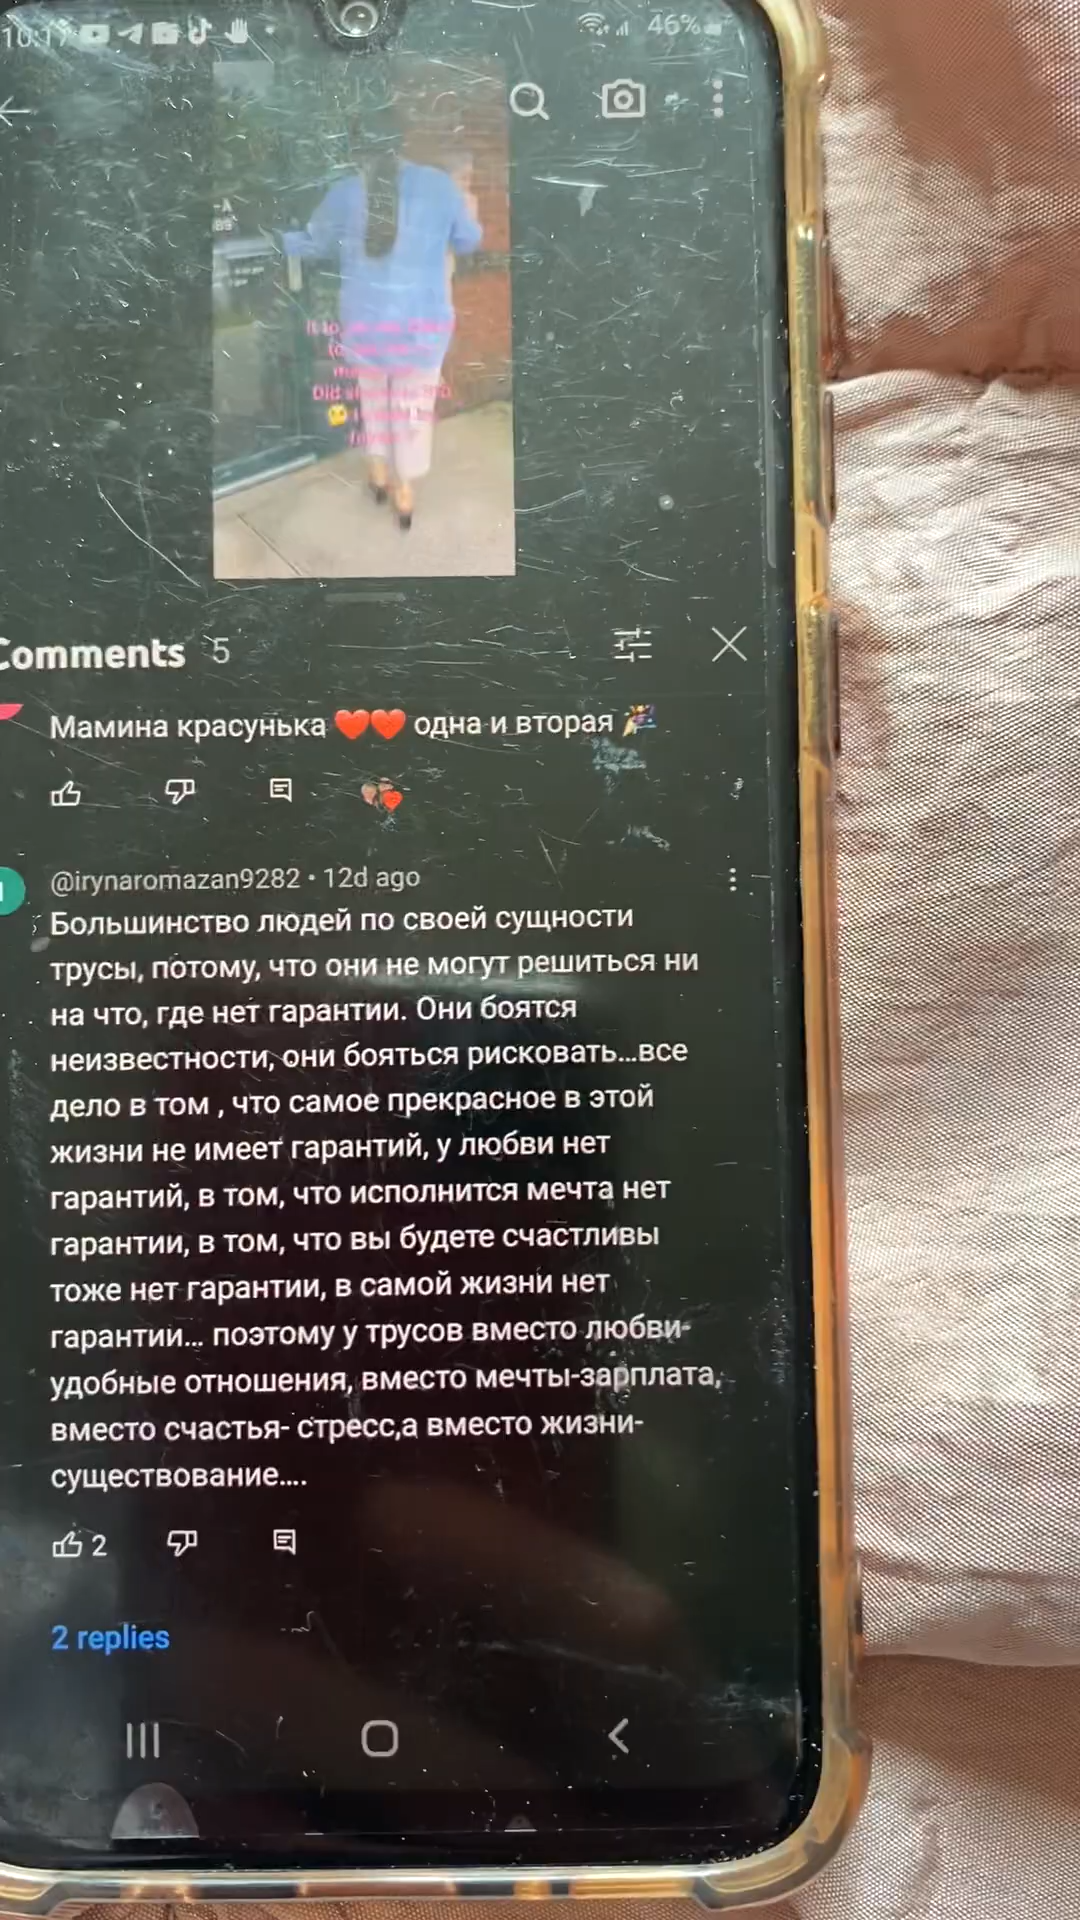 10:17
46%
Did
Comments 5
Мамина красунька ❤️❤️ одна и вторая 🎉
@irynaromazan9282 • 12d ago
Большинство людей по своей сущности
трусы, потому, что они не могут решиться ни
на что, где нет гарантии. Они боятся
неизвестности, они бояться рисковать...все
дело в том , что самое прекрасное в этой
жизни не имеет гарантий, у любви нет
гарантий, в том, что исполнится мечта нет
гарантии, в том, что вы будете счастливы
тоже нет гарантии, в самой жизни нет
гарантии... поэтому у трусов вместо любви-
удобные отношения, вместо мечты-зарплата,
вместо счастья- стресс,а вместо жизни-
существование....
2
2 replies